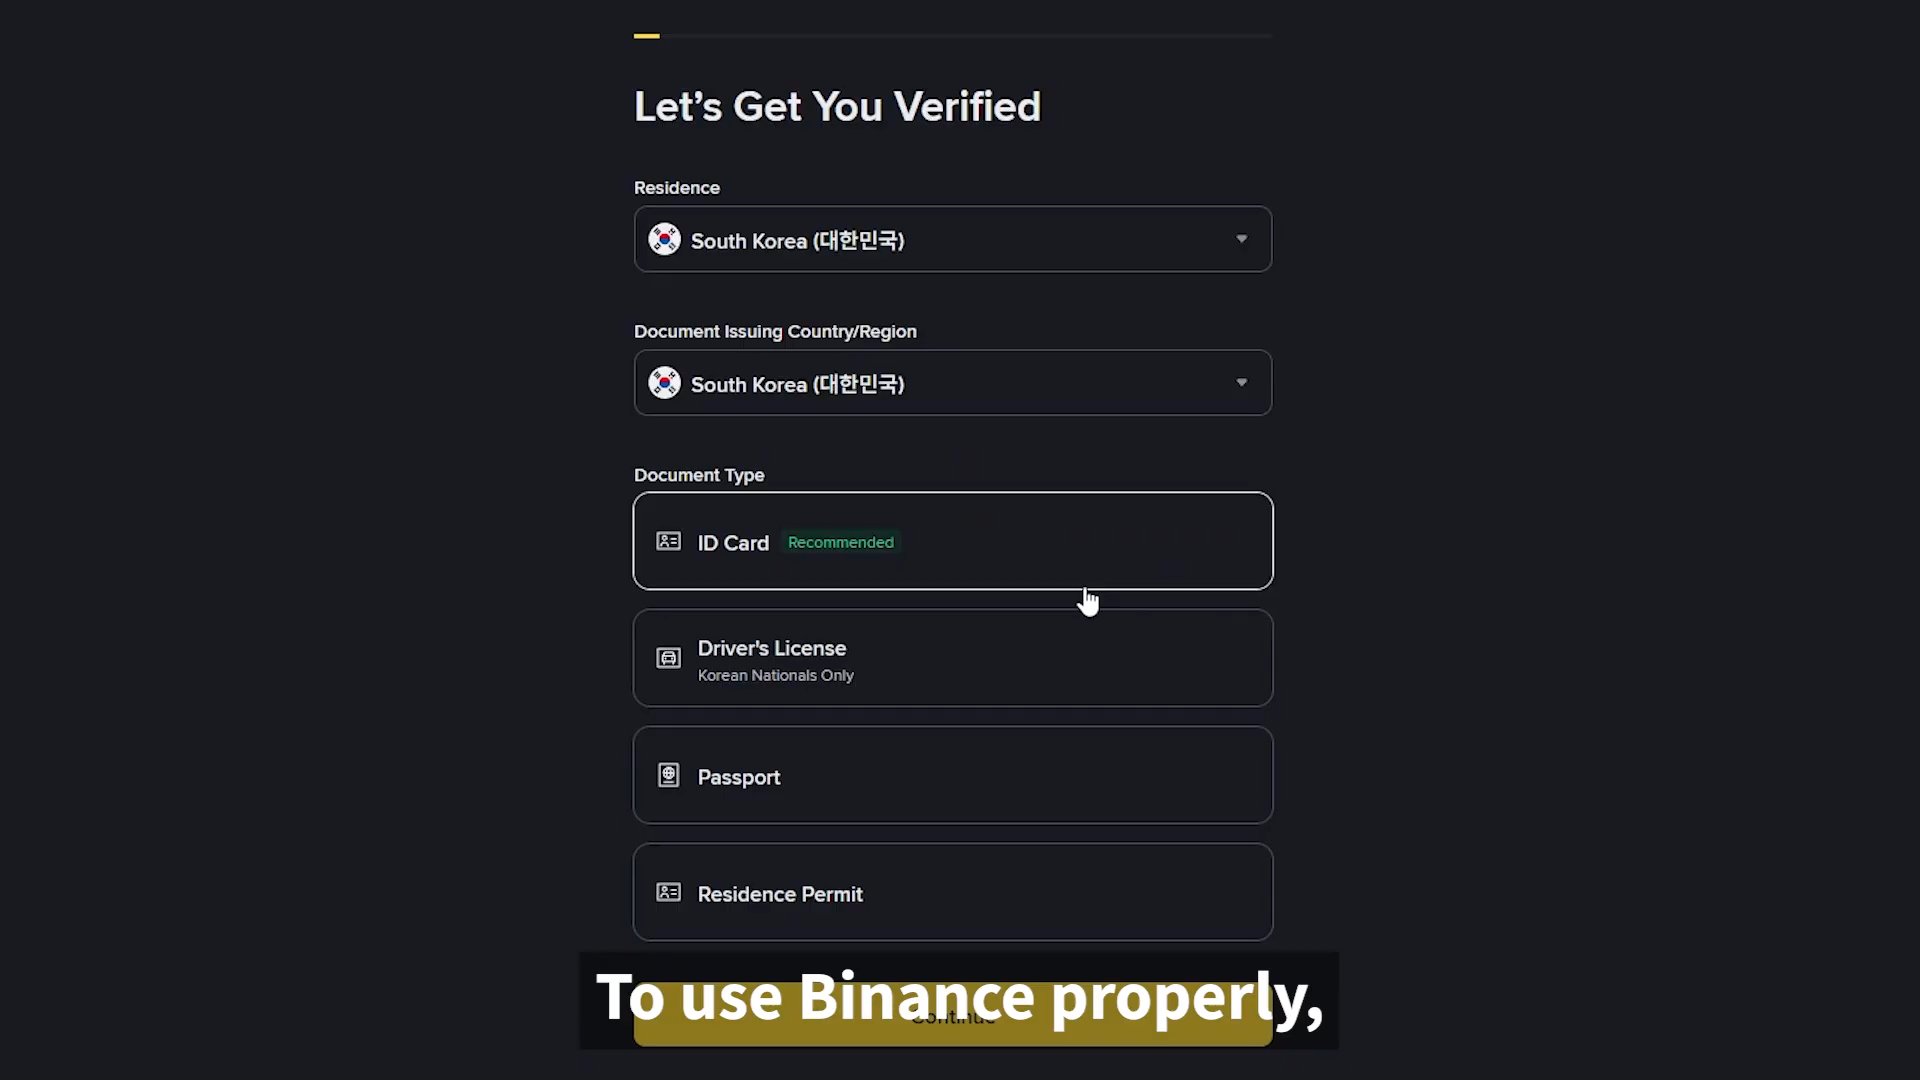 Let’s Get You Verified
Residence
South Korea (대한민국)
Document Issuing Country/Region
South Korea (대한민국)
Document Type
ID Card Recommended
Driver's License
Korean Nationals Only
Passport
Residence Permit
To use Binance properly,
Continue